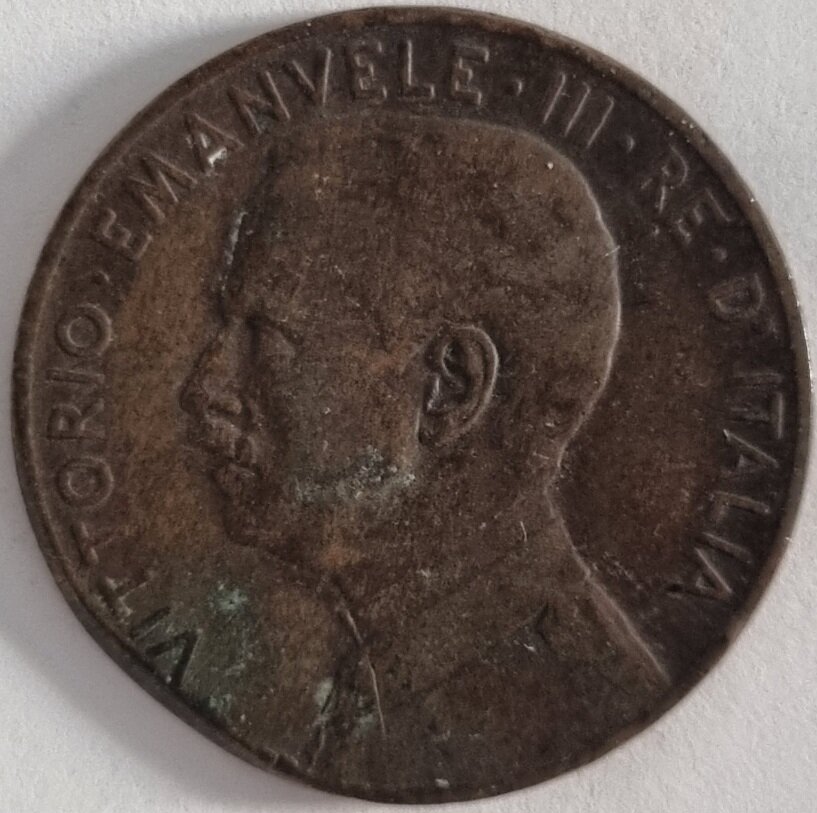 VITTORIO · EMANVELE · III · RE · D'ITALIA